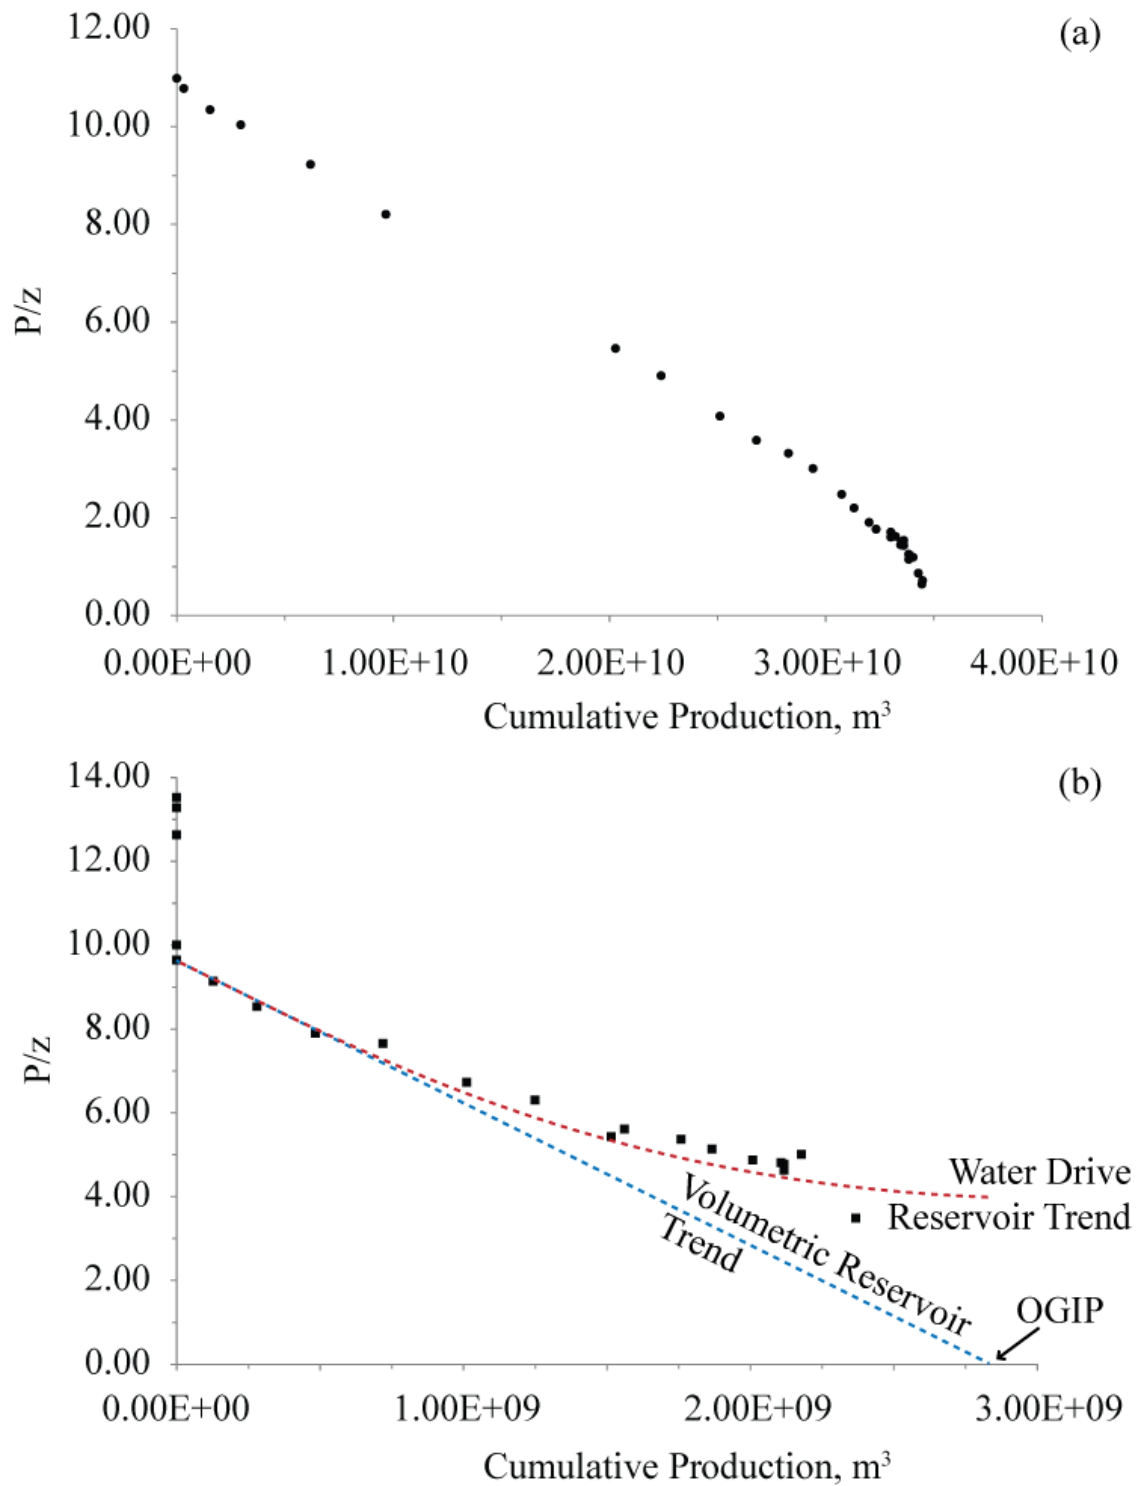 (a)
12.00
10.00
8.00
6.00
4.00
2.00
0.00
P/z
0.00E+00 1.00E+10 2.00E+10 3.00E+10 4.00E+10
Cumulative Production, m³
(b)
14.00
12.00
10.00
8.00
6.00
4.00
2.00
0.00
P/z
Water Drive
Reservoir Trend
Volumetric Reservoir
Trend
OGIP
0.00E+00 1.00E+09 2.00E+09 3.00E+09
Cumulative Production, m³